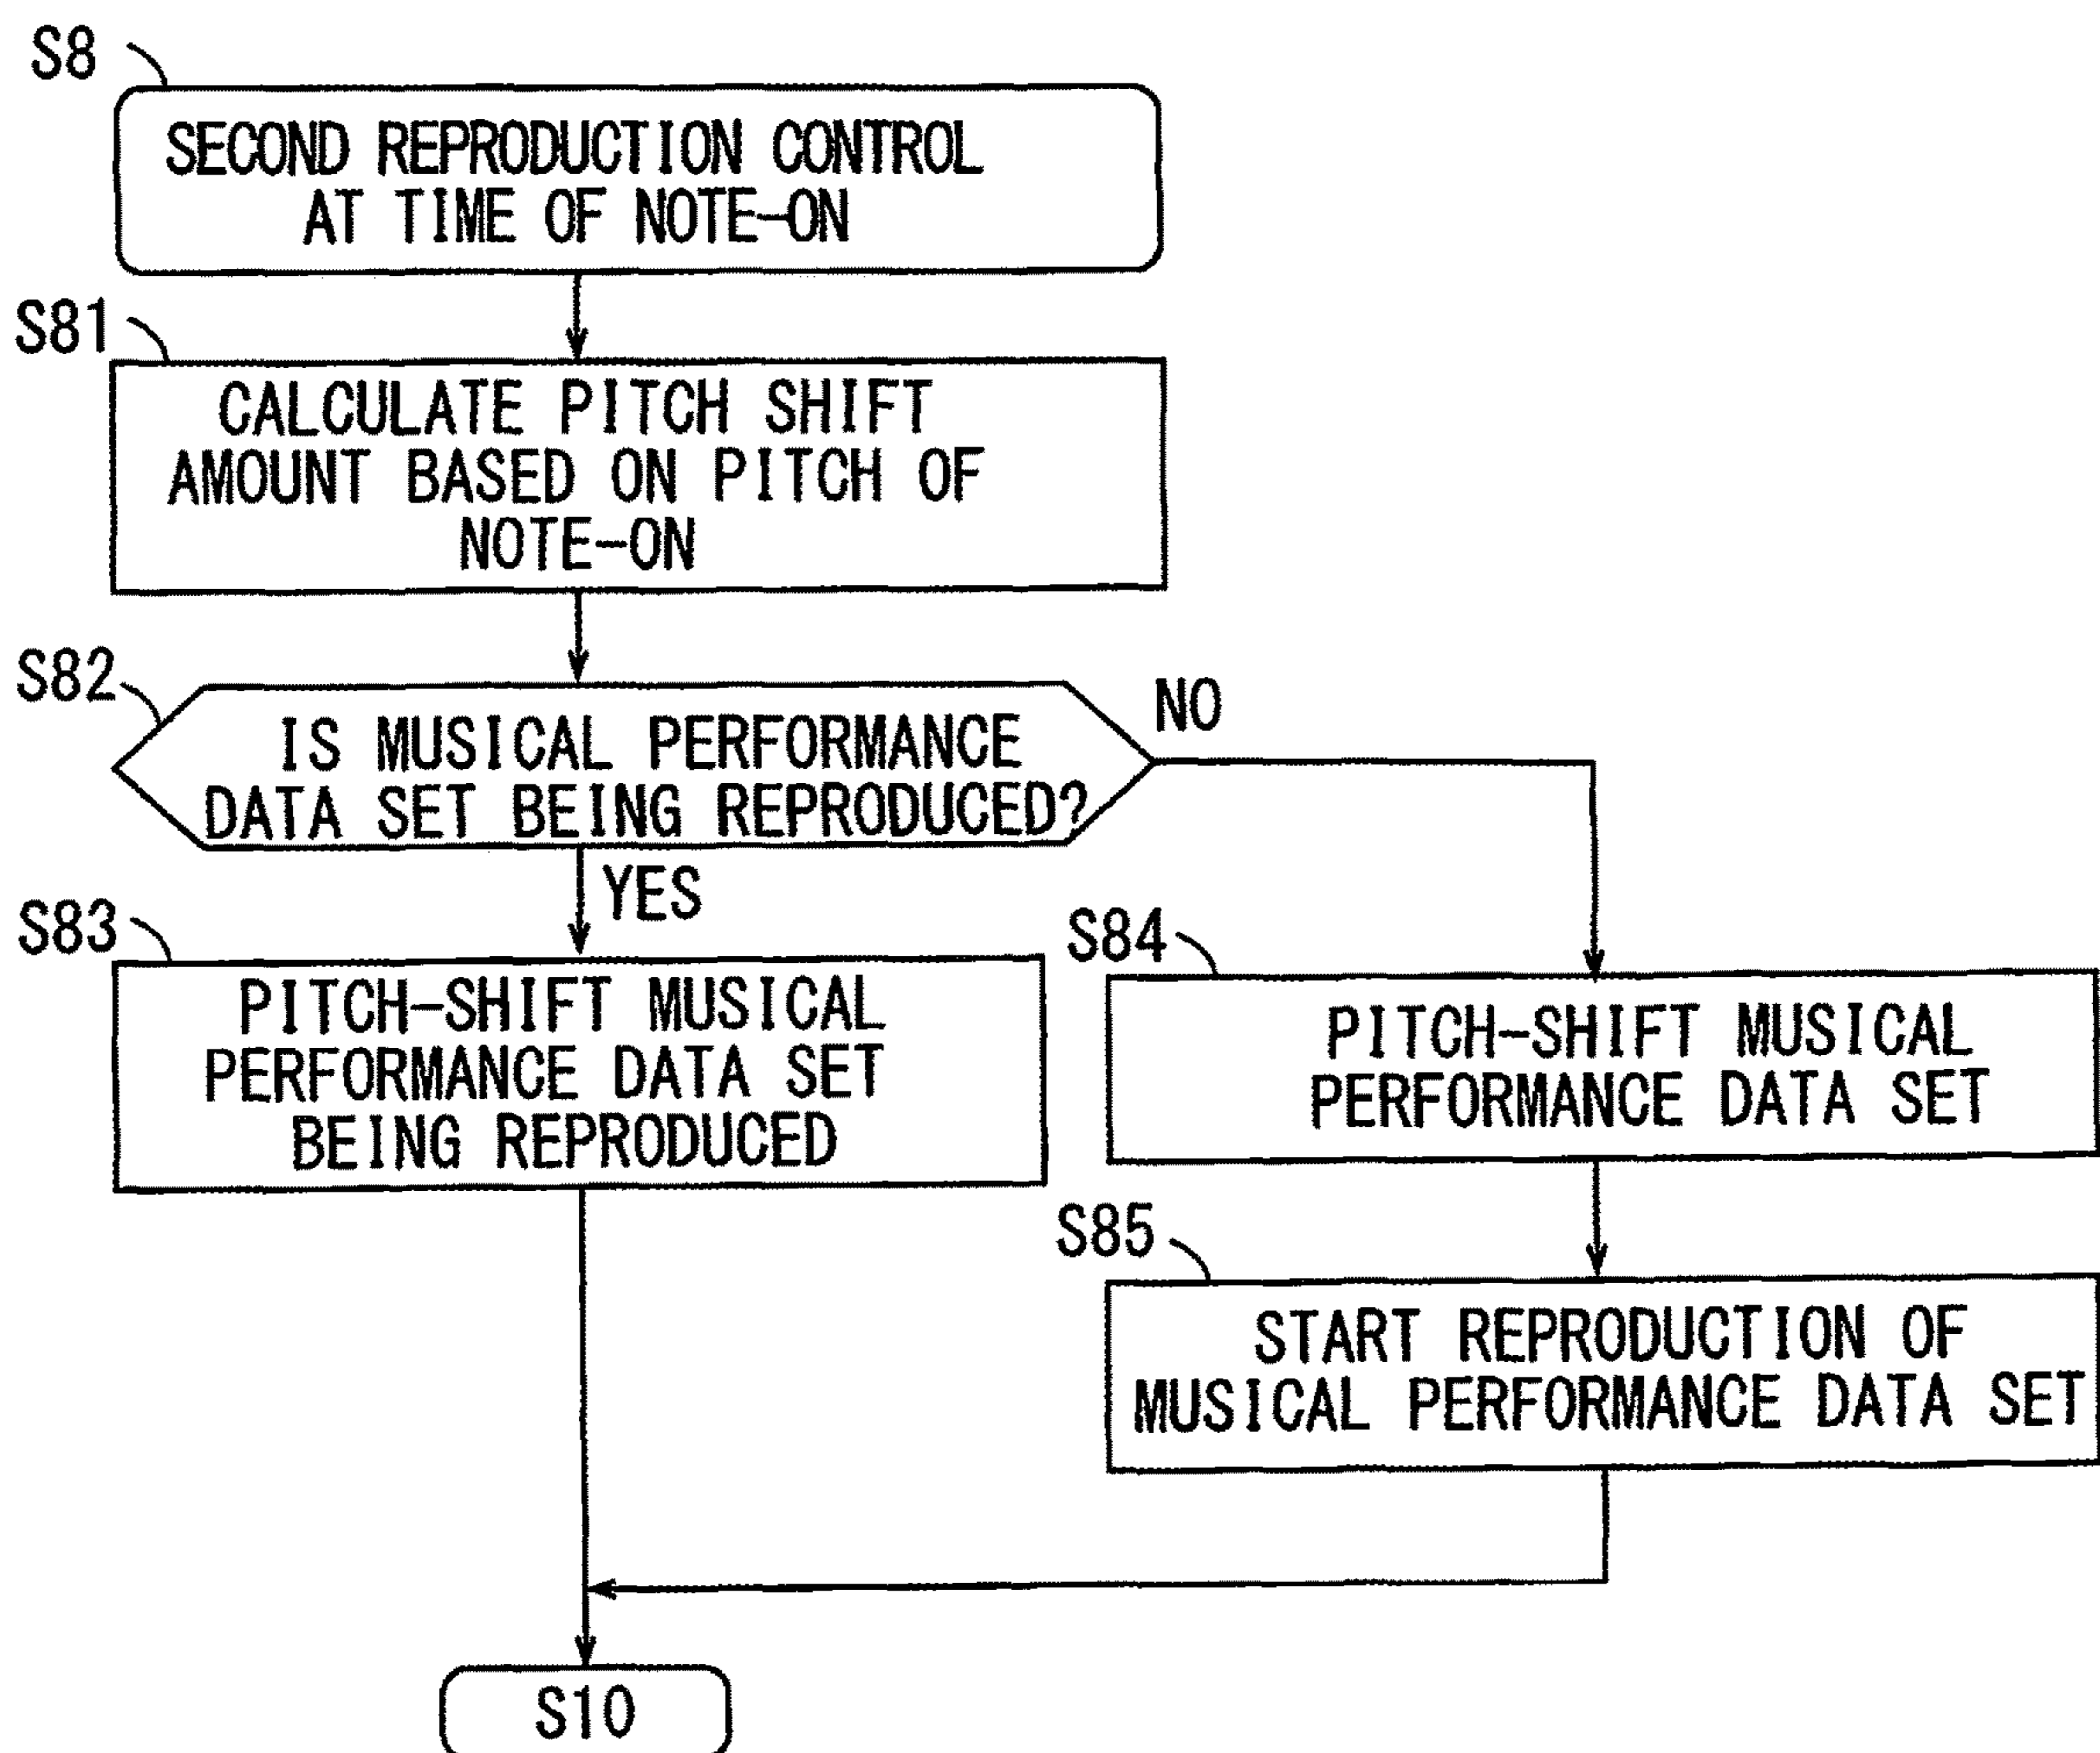 S8
SECOND REPRODUCTION CONTROL
AT TIME OF NOTE-ON
S81
CALCULATE PITCH SHIFT
AMOUNT BASED ON PITCH OF
NOTE-ON
S82
IS MUSICAL PERFORMANCE
DATA SET BEING REPRODUCED?
NO
YES
S83
PITCH-SHIFT MUSICAL
PERFORMANCE DATA SET
BEING REPRODUCED
S84
PITCH-SHIFT MUSICAL
PERFORMANCE DATA SET
S85
START REPRODUCTION OF
MUSICAL PERFORMANCE DATA SET
S10